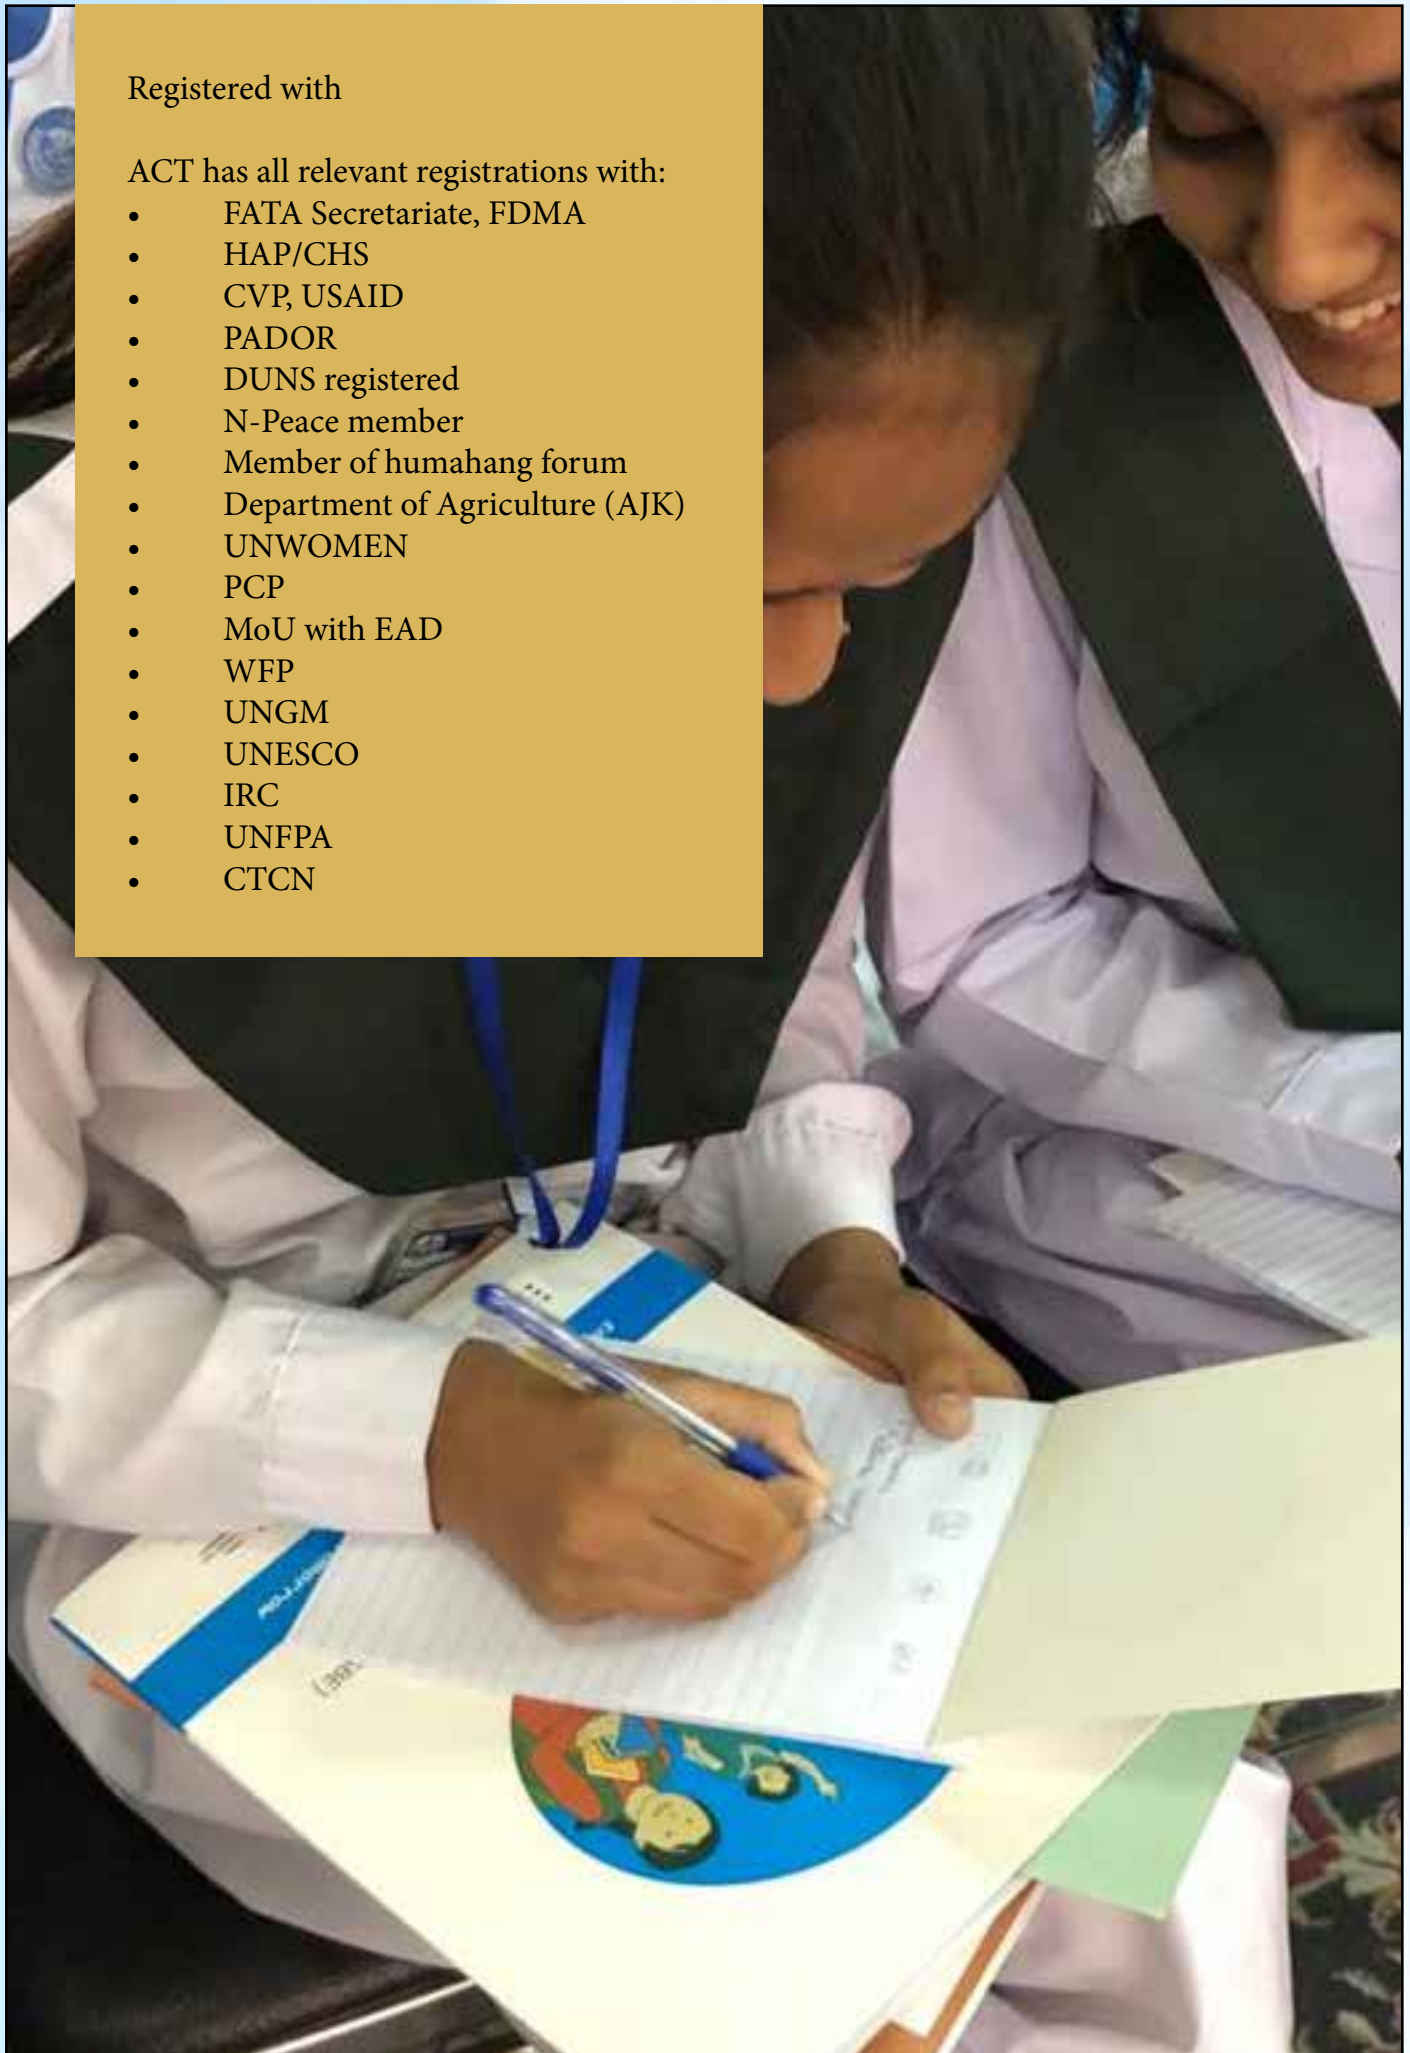 Registered with
ACT has all relevant registrations with:
• FATA Secretariate, FDMA
• HAP/CHS
• CVP, USAID
• PADOR
• DUNS registered
• N-Peace member
• Member of humahang forum
• Department of Agriculture (AJK)
• UNWOMEN
• PCP
• MoU with EAD
• WFP
• UNGM
• UNESCO
• IRC
• UNFPA
• CTCN